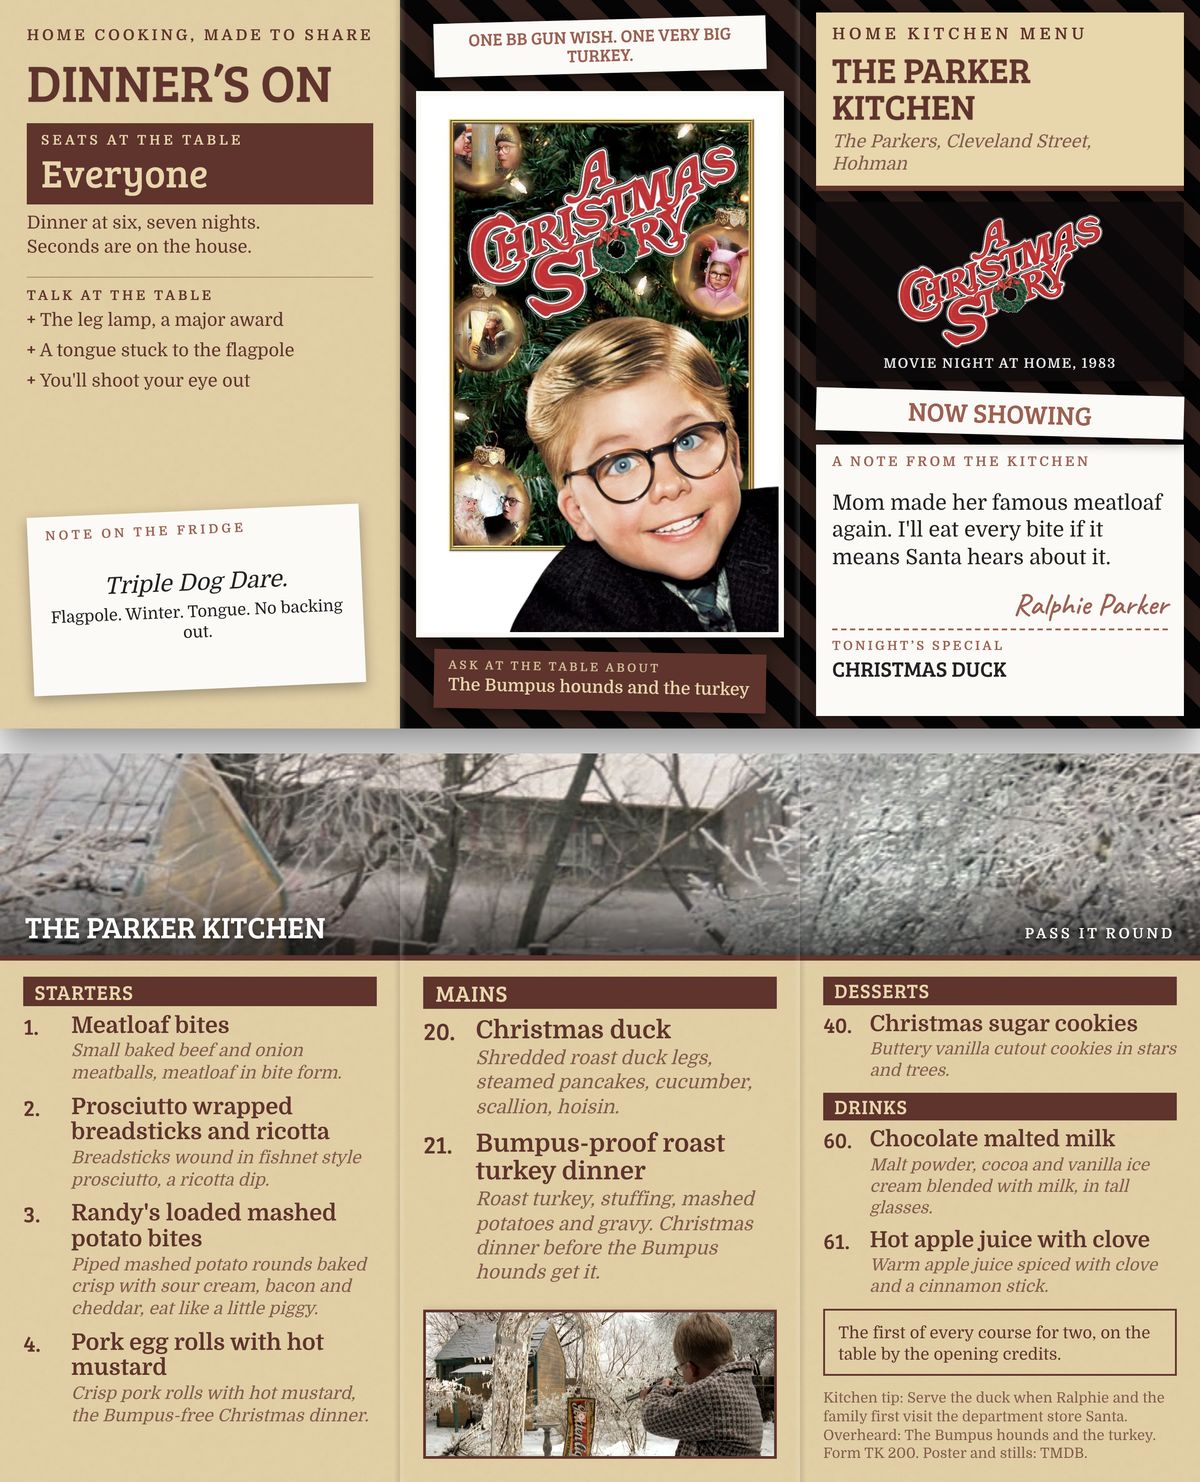 HOME COOKING, MADE TO SHARE
DINNER'S ON
SEATS AT THE TABLE
Everyone
Dinner at six, seven nights.
Seconds are on the house.
TALK AT THE TABLE
+ The leg lamp, a major award
+ A tongue stuck to the flagpole
+ You'll shoot your eye out
NOTE ON THE FRIDGE
Triple Dog Dare.
Flagpole. Winter. Tongue. No backing
out.
ONE BB GUN WISH. ONE VERY BIG
TURKEY.
A
CHRISTMAS
STORY
ASK AT THE TABLE ABOUT
The Bumpus hounds and the turkey
HOME KITCHEN MENU
THE PARKER
KITCHEN
The Parkers, Cleveland Street,
Hohman
A
CHRISTMAS
STORY
MOVIE NIGHT AT HOME, 1983
NOW SHOWING
A NOTE FROM THE KITCHEN
Mom made her famous meatloaf
again. I'll eat every bite if it
means Santa hears about it.
Ralphie Parker
TONIGHT'S SPECIAL
CHRISTMAS DUCK
THE PARKER KITCHEN
PASS IT ROUND
STARTERS
1. Meatloaf bites
Small baked beef and onion
meatballs, meatloaf in bite form.
2. Prosciutto wrapped
breadsticks and ricotta
Breadsticks wound in fishnet style
prosciutto, a ricotta dip.
3. Randy's loaded mashed
potato bites
Piped mashed potato rounds baked
crisp with sour cream, bacon and
cheddar, eat like a little piggy.
4. Pork egg rolls with hot
mustard
Crisp pork rolls with hot mustard,
the Bumpus-free Christmas dinner.
MAINS
20. Christmas duck
Shredded roast duck legs,
steamed pancakes, cucumber,
scallion, hoisin.
21. Bumpus-proof roast
turkey dinner
Roast turkey, stuffing, mashed
potatoes and gravy. Christmas
dinner before the Bumpus
hounds get it.
Golden
DESSERTS
40. Christmas sugar cookies
Buttery vanilla cutout cookies in stars
and trees.
DRINKS
60. Chocolate malted milk
Malt powder, cocoa and vanilla ice
cream blended with milk, in tall
glasses.
61. Hot apple juice with clove
Warm apple juice spiced with clove
and a cinnamon stick.
The first of every course for two, on the
table by the opening credits.
Kitchen tip: Serve the duck when Ralphie and the
family first visit the department store Santa.
Overheard: The Bumpus hounds and the turkey.
Form TK 200. Poster and stills: TMDB.